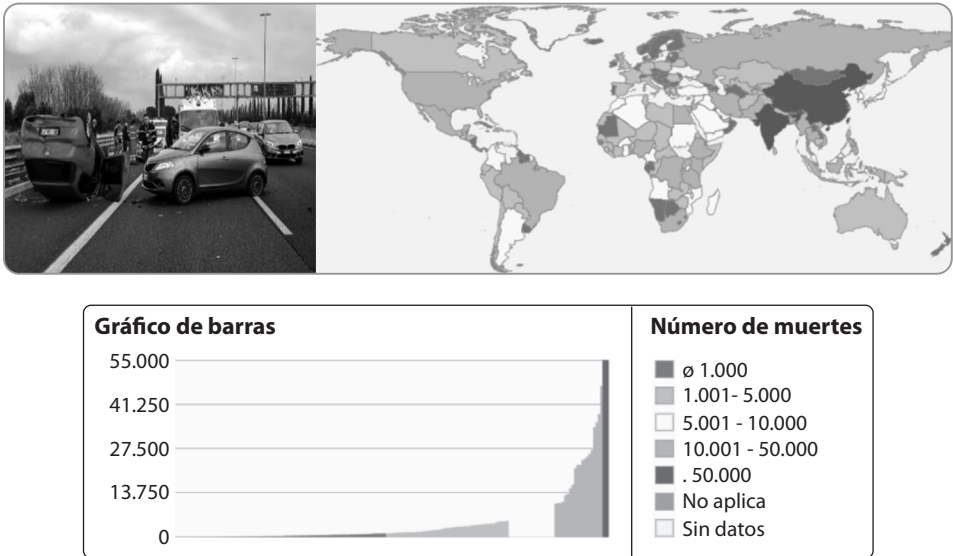 Gráfico de barras
55.000
41.250
27.500
13.750
0
Número de muertes
ø 1.000
1.001- 5.000
5.001 - 10.000
10.001 - 50.000
. 50.000
No aplica
Sin datos